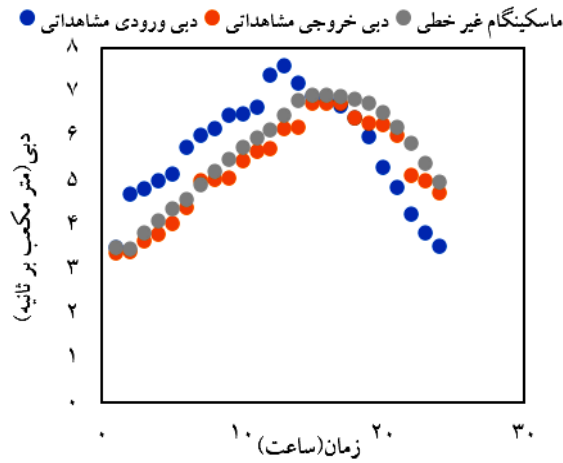 دبی ورودی مشاهداتی دبی خروجی مشاهداتی ماسکینگام غیر خطی
دبی(متر مکعب بر ثانیه)
۸
۷
۶
۵
۴
۳
۲
۱
۰
۰ ۱۰ ۲۰ ۳۰
زمان(ساعت)